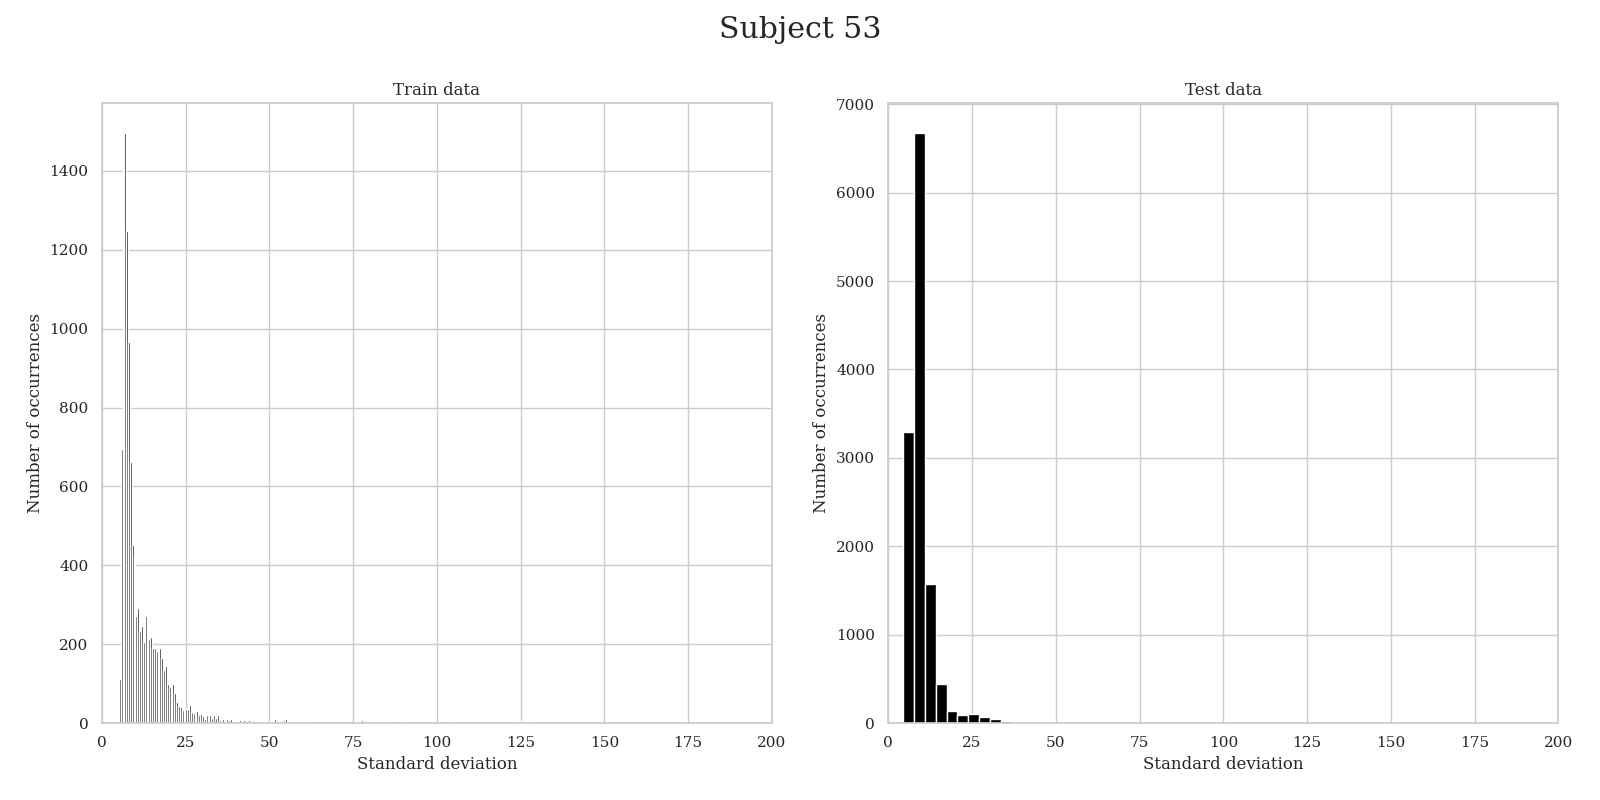 Subject 53
Train data
Number of occurrences
1400
1200
1000
800
600
400
200
0
0 25 50 75 100 125 150 175 200
Standard deviation
Test data
Number of occurrences
7000
6000
5000
4000
3000
2000
1000
0
0 25 50 75 100 125 150 175 200
Standard deviation